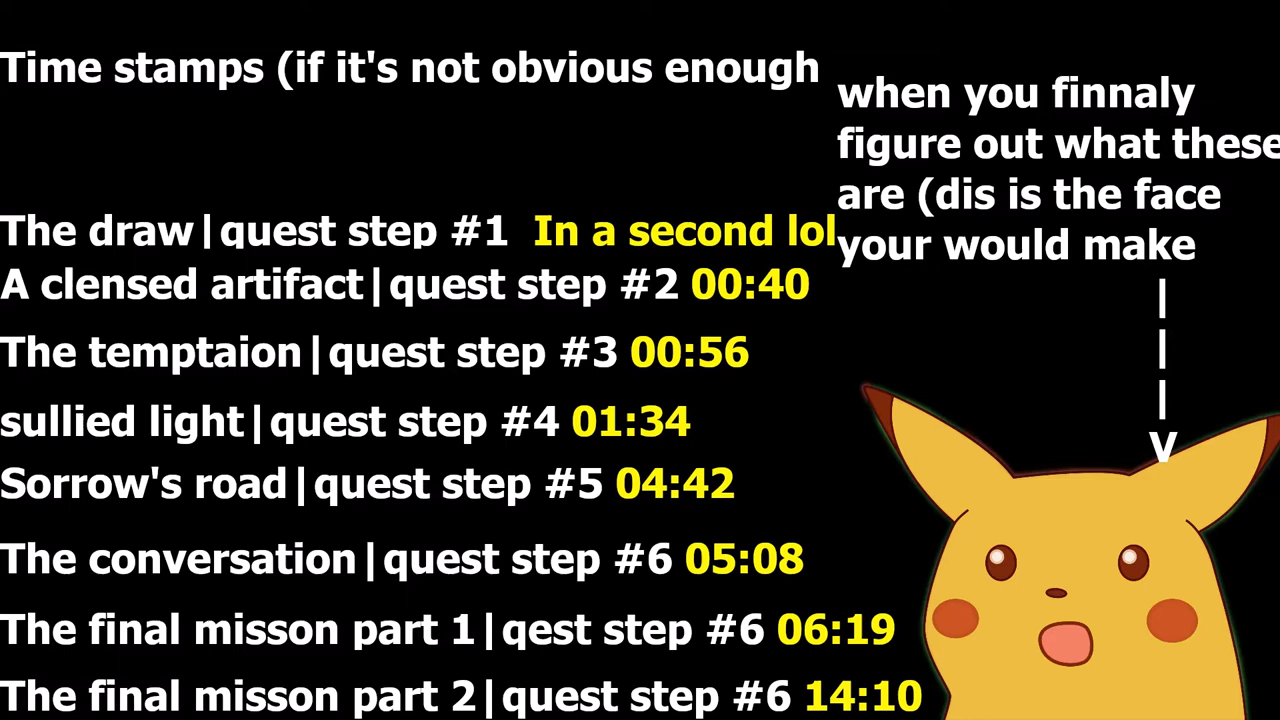 Time stamps (if it's not obvious enough
when you finnaly
figure out what these
are (dis is the face
your would make
|
|
|
v
The draw|quest step #1 In a second lol
A clensed artifact|quest step #2 00:40
The temptaion|quest step #3 00:56
sullied light|quest step #4 01:34
Sorrow's road|quest step #5 04:42
The conversation|quest step #6 05:08
The final misson part 1|qest step #6 06:19
The final misson part 2|quest step #6 14:10